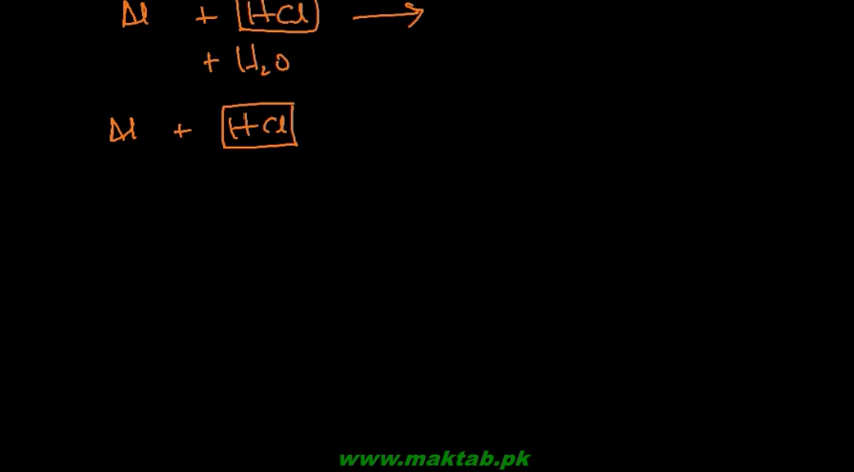 Al + HCl →
+ H₂O
Al + HCl
www.maktab.pk